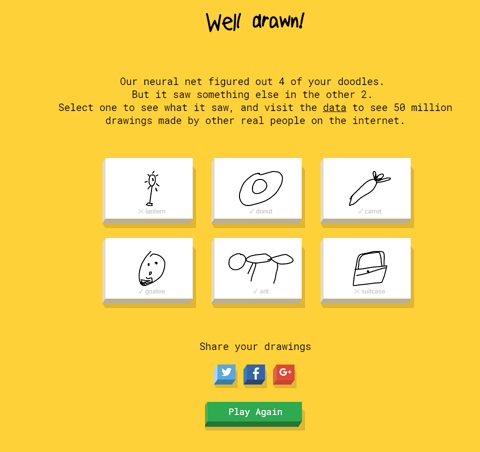 Well drawn!
Our neural net figured out 4 of your doodles.
But it saw something else in the other 2.
Select one to see what it saw, and visit the data to see 50 million
drawings made by other real people on the internet.
× lantern
✓ donut
✓ carrot
✓ goatee
✓ ant
× suitcase
Share your drawings
f
G+
Play Again